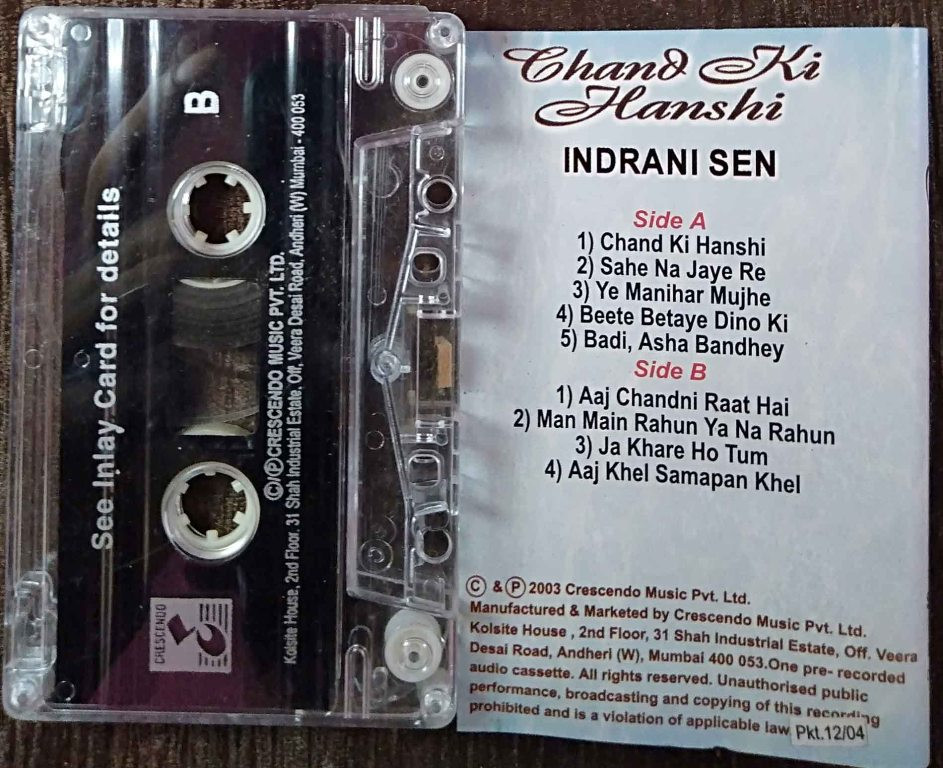 B
See Inlay Card for details
©/Ⓟ CRESCENDO MUSIC PVT. LTD.
Kolsite House, 2nd Floor. 31 Shah Industrial Estate, Off, Veera Desai Road, Andheri (W) Mumbai - 400 053
CRESCENDO
Chand Ki
Hanshi
INDRANI SEN
Side A
1) Chand Ki Hanshi
2) Sahe Na Jaye Re
3) Ye Manihar Mujhe
4) Beete Betaye Dino Ki
5) Badi, Asha Bandhey
Side B
1) Aaj Chandni Raat Hai
2) Man Main Rahun Ya Na Rahun
3) Ja Khare Ho Tum
4) Aaj Khel Samapan Khel
© & Ⓟ 2003 Crescendo Music Pvt. Ltd.
Manufactured & Marketed by Crescendo Music Pvt. Ltd.
Kolsite House , 2nd Floor, 31 Shah Industrial Estate, Off. Veera
Desai Road, Andheri (W), Mumbai 400 053.One pre- recorded
audio cassette. All rights reserved. Unauthorised public
performance, broadcasting and copying of this recording
prohibited and is a violation of applicable law
Pkt.12/04